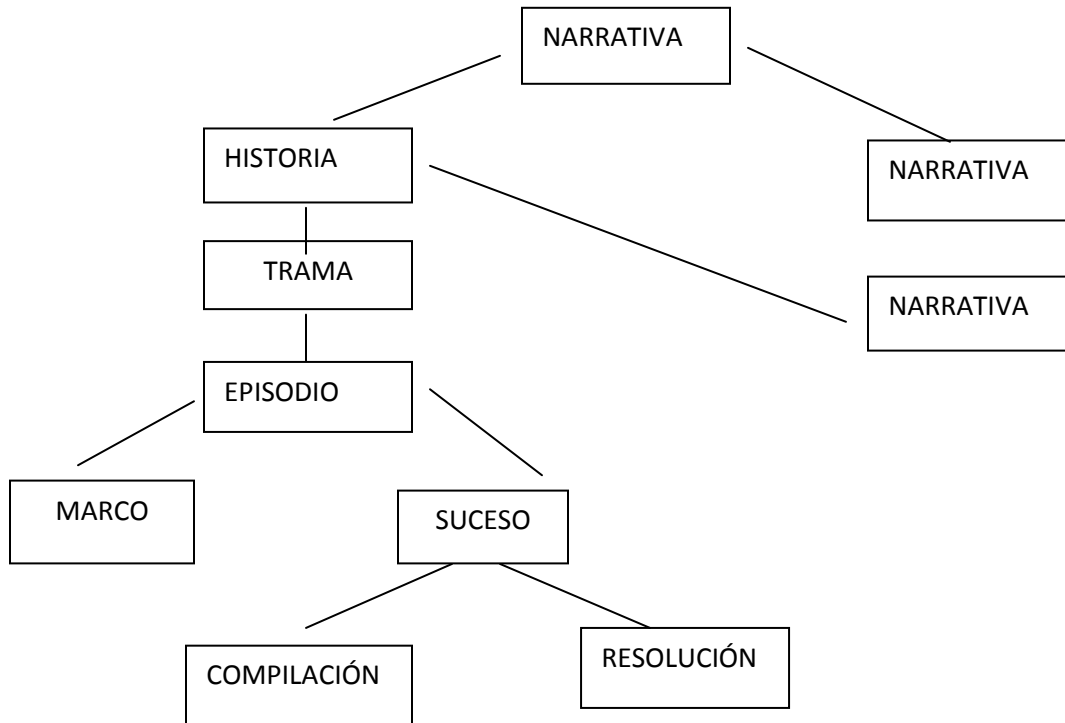 NARRATIVA
HISTORIA
NARRATIVA
TRAMA
NARRATIVA
EPISODIO
MARCO
SUCESO
COMPILACIÓN
RESOLUCIÓN